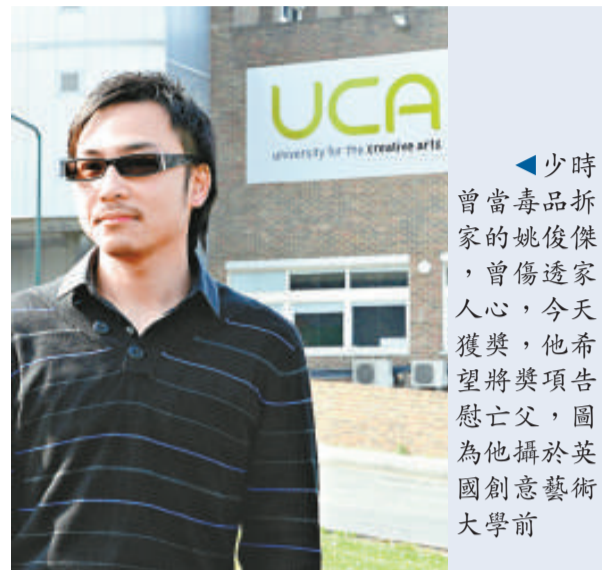 UCA
university for the creative arts
◀少時
曾當毒品拆
家的姚俊傑
，曾傷透家
人心，今天
獲獎，他希
望將獎項告
慰亡父，圖
為他攝於英
國創意藝術
大學前